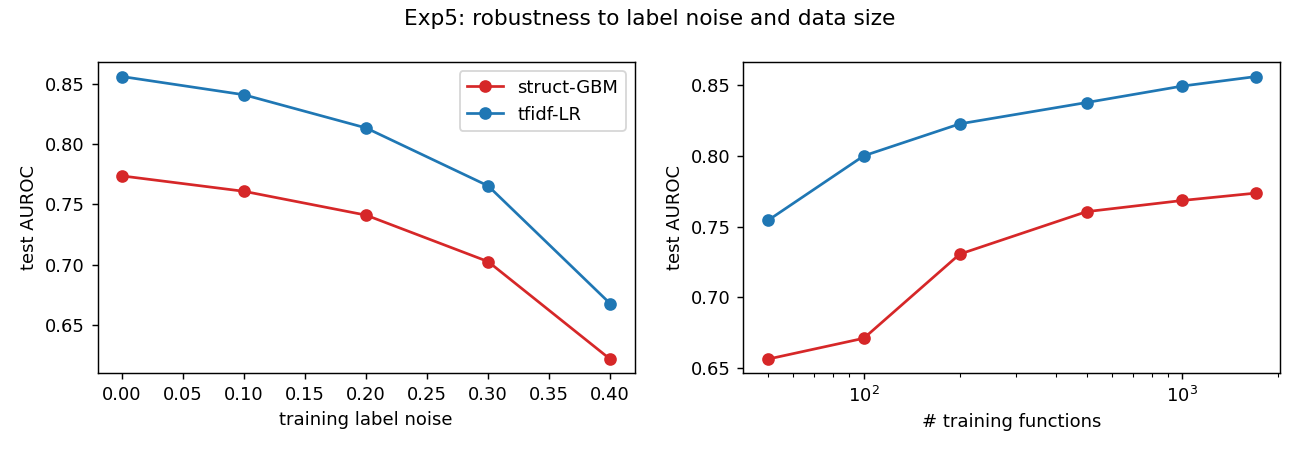 Exp5: robustness to label noise and data size
struct-GBM
tfidf-LR
0.85
0.80
0.75
0.70
0.65
test AUROC
0.00 0.05 0.10 0.15 0.20 0.25 0.30 0.35 0.40
training label noise
0.85
0.80
0.75
0.70
0.65
test AUROC
10² 10³
# training functions